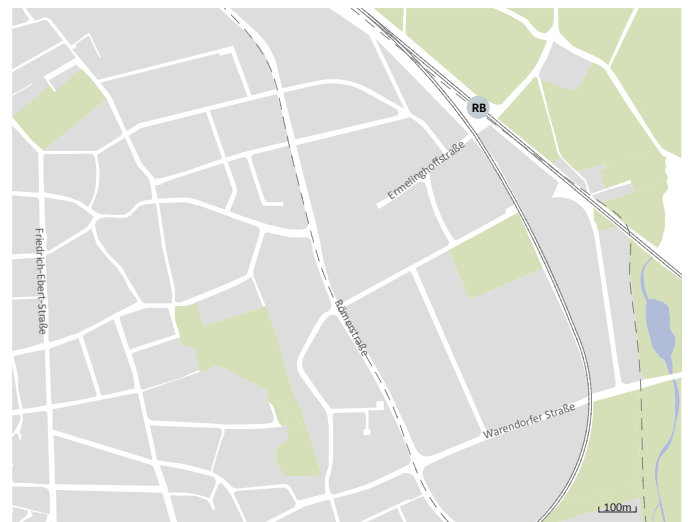 RB
Ermelinghoffstraße
Friedrich-Ebert-Straße
Römerstraße
Warendorfer Straße
100m